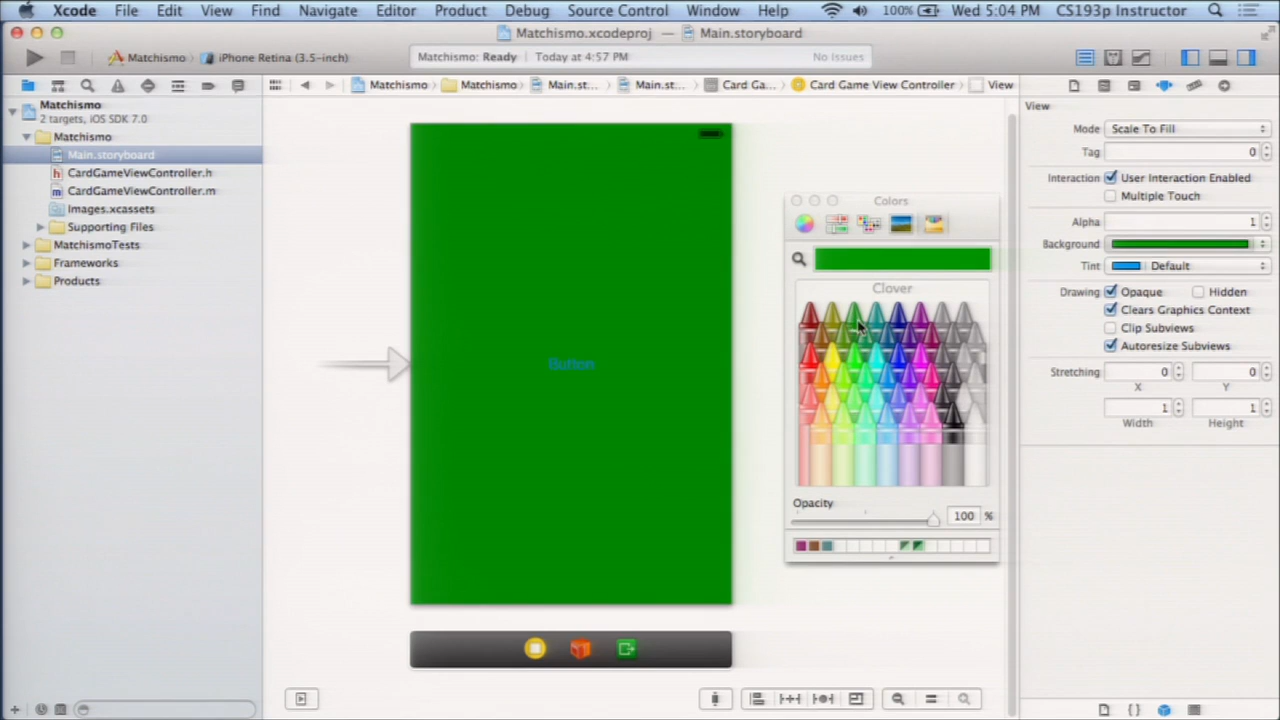 Xcode File Edit View Find Navigate Editor Product Debug Source Control Window Help 100% Wed 5:04 PM CS193p Instructor
Matchismo.xcodeproj — Main.storyboard
Matchismo iPhone Retina (3.5-inch) Matchismo: Ready Today at 4:57 PM No Issues
Matchismo Matchismo Main.st... Main.st... Card Ga... Card Game View Controller View
Matchismo
2 targets, iOS SDK 7.0
Matchismo
Main.storyboard
CardGameViewController.h
CardGameViewController.m
Images.xcassets
Supporting Files
MatchismoTests
Frameworks
Products
Button
Colors
Clover
Opacity
100 %
View
Mode Scale To Fill
Tag 0
Interaction User Interaction Enabled
Multiple Touch
Alpha 1
Background
Tint Default
Drawing Opaque Hidden
Clears Graphics Context
Clip Subviews
Autoresize Subviews
Stretching 0 0
X Y
1 1
Width Height